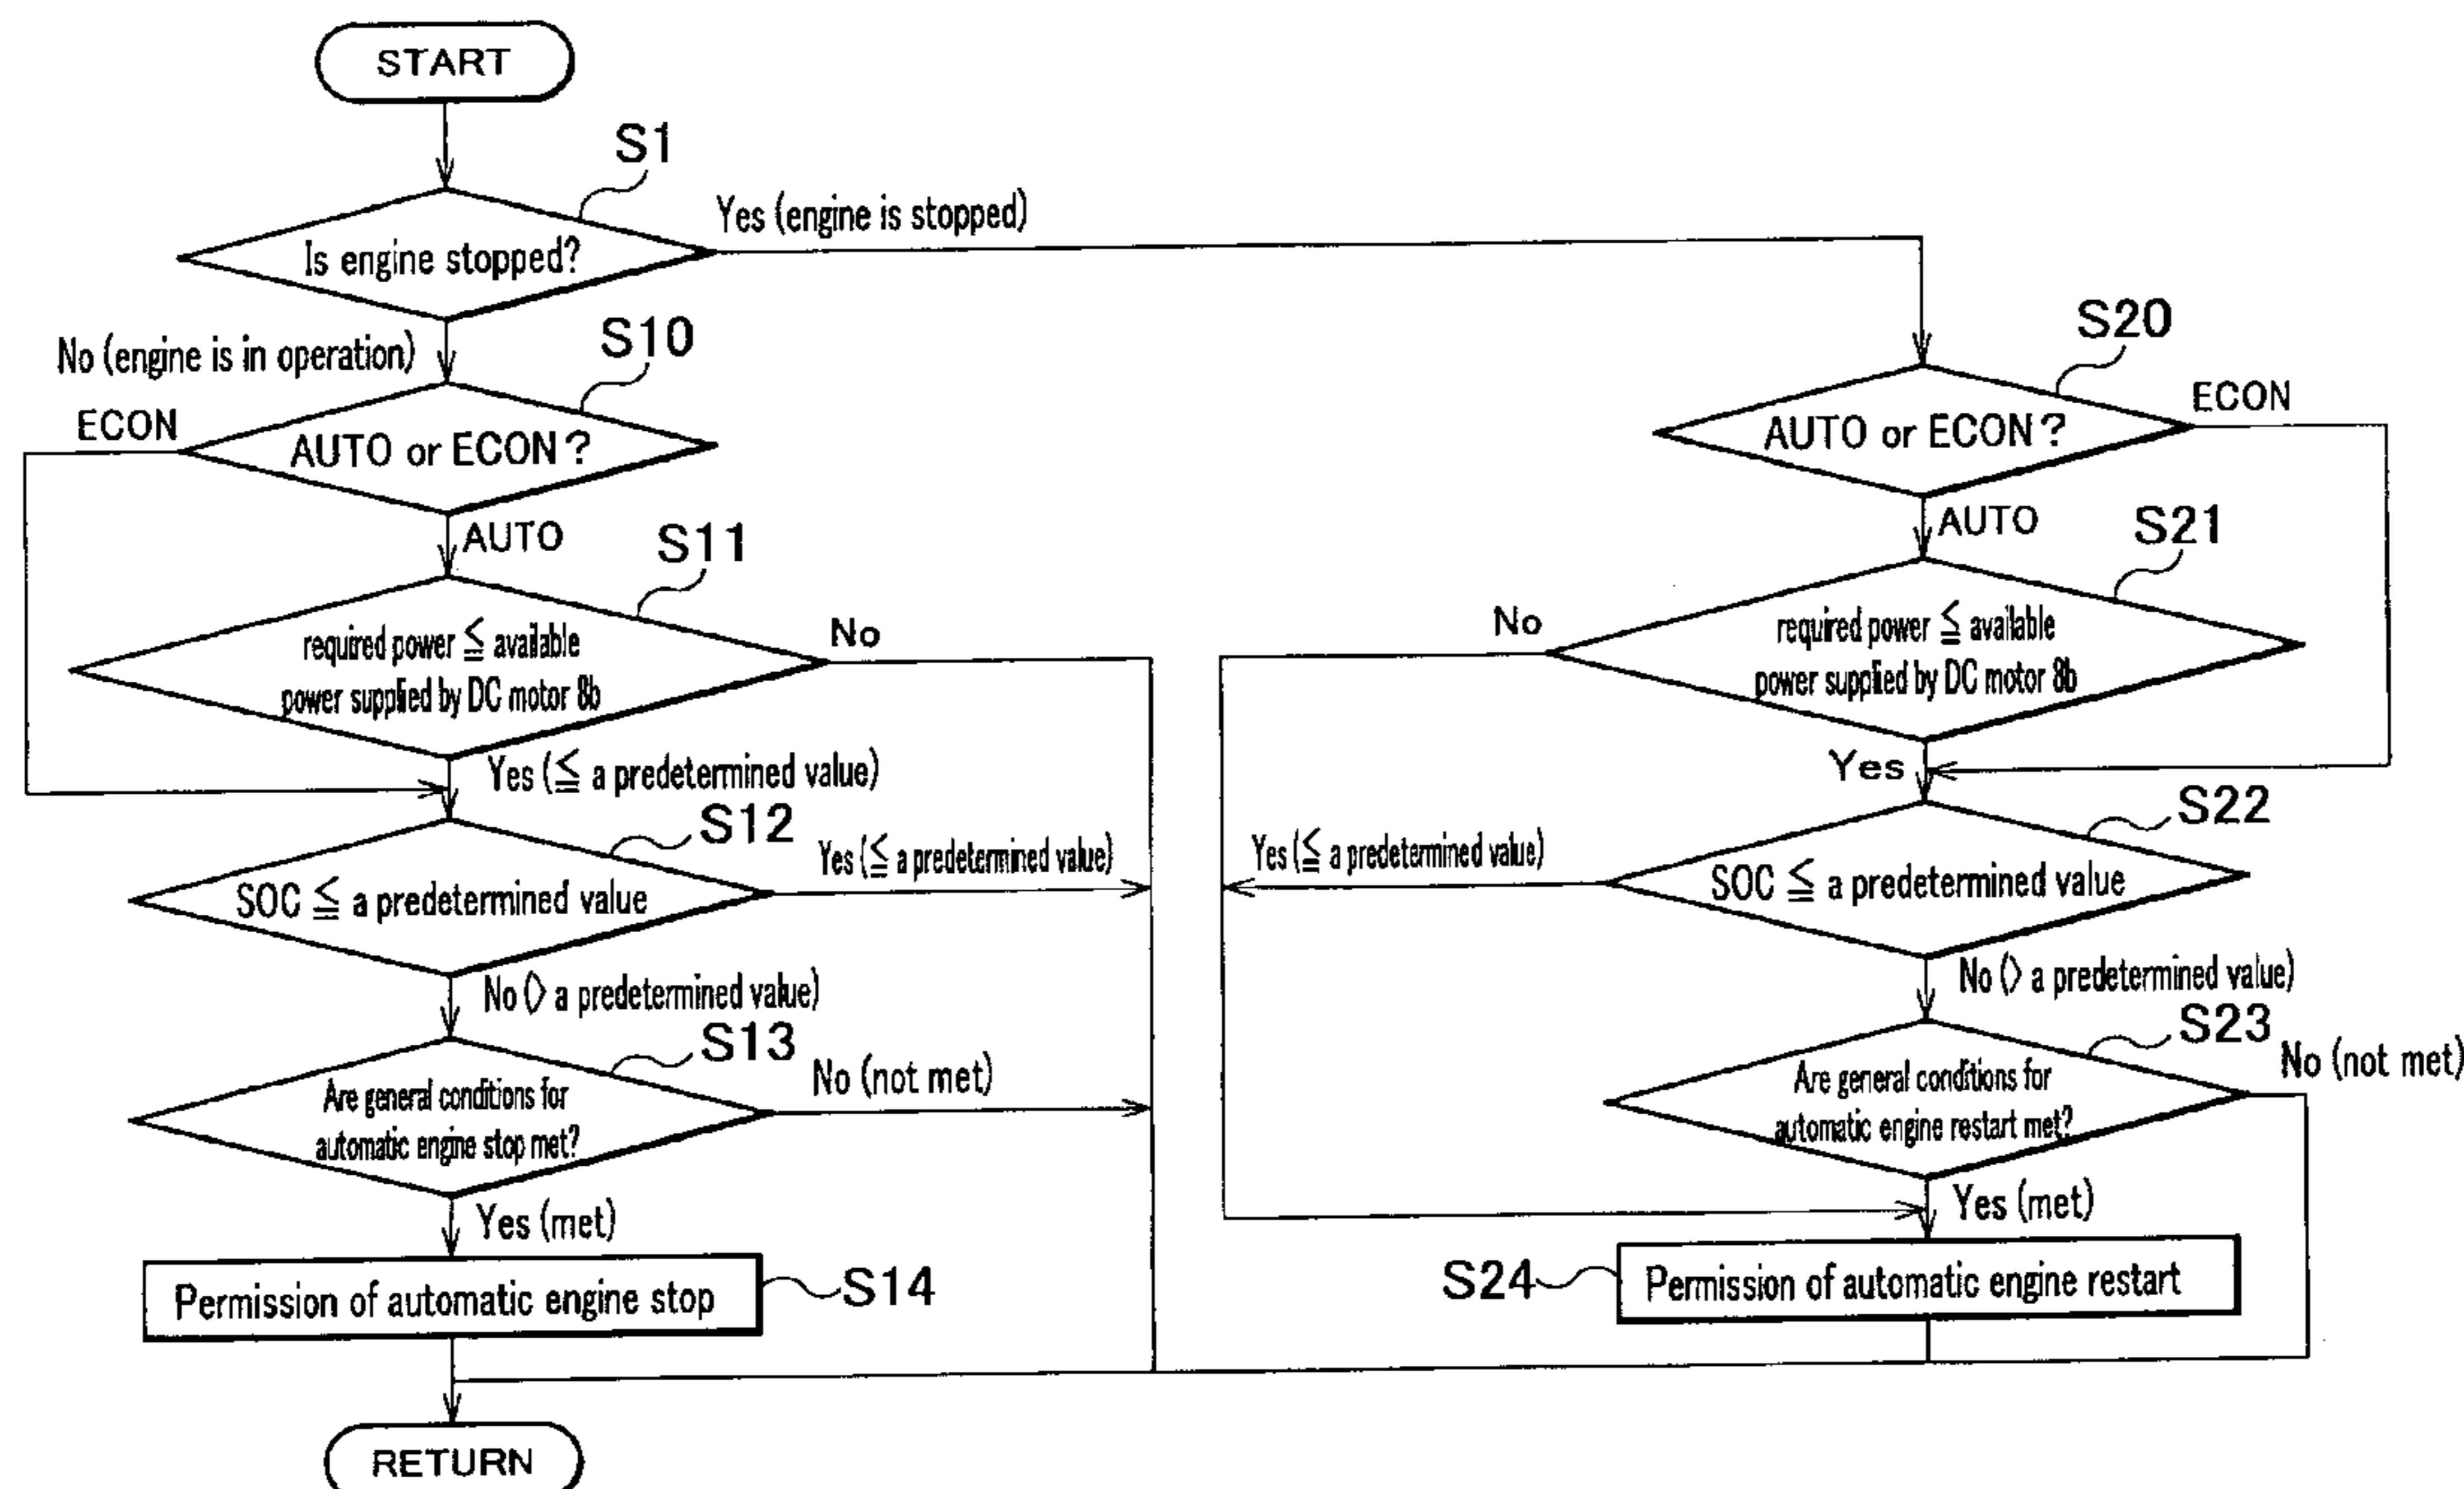 START
S1
Yes (engine is stopped)
Is engine stopped?
No (engine is in operation)
S10
ECON
AUTO or ECON?
AUTO
S11
required power ≦ available
power supplied by DC motor 8b
No
Yes (≦ a predetermined value)
S12
SOC ≦ a predetermined value
Yes (≦ a predetermined value)
No (> a predetermined value)
S13
Are general conditions for
automatic engine stop met?
No (not met)
Yes (met)
Permission of automatic engine stop
S14
RETURN
S20
ECON
AUTO or ECON?
AUTO
S21
No
required power ≦ available
power supplied by DC motor 8b
Yes
S22
Yes (≦ a predetermined value)
SOC ≦ a predetermined value
No (> a predetermined value)
S23
No (not met)
Are general conditions for
automatic engine restart met?
Yes (met)
S24
Permission of automatic engine restart